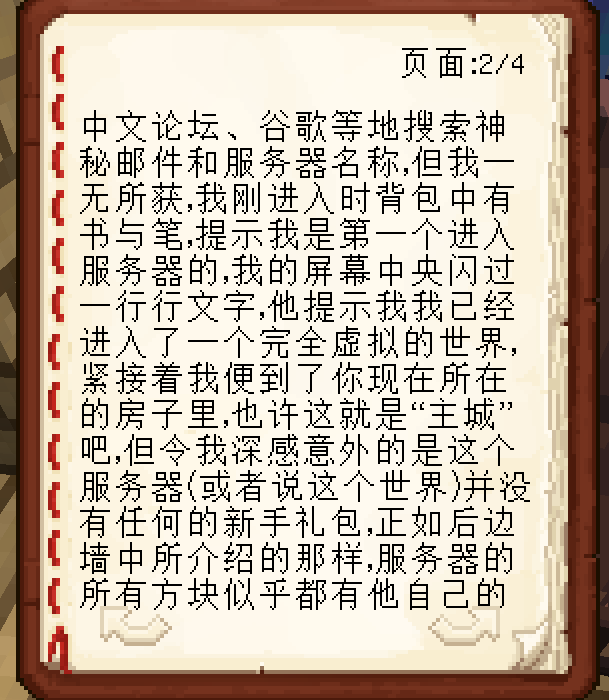 页面:2/4
中文论坛、谷歌等地搜索神
秘邮件和服务器名称,但我一
无所获,我刚进入时背包中有
书与笔,提示我是第一个进入
服务器的,我的屏幕中央闪过
一行行文字,他提示我我已经
进入了一个完全虚拟的世界,
紧接着我便到了你现在所在
的房子里,也许这就是“主城”
吧,但令我深感意外的是这个
服务器(或者说这个世界)并没
有任何的新手礼包,正如后边
墙中所介绍的那样,服务器的
所有方块似乎都有他自己的